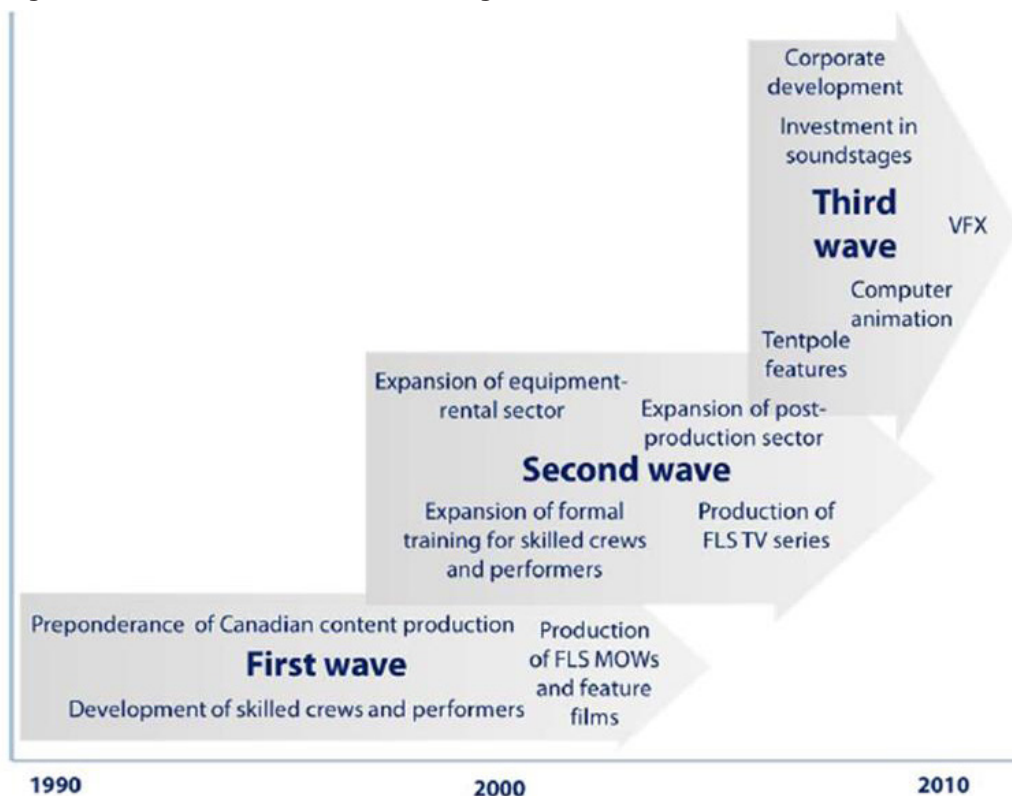 Corporate
development
Investment in
soundstages
Third
wave
VFX
Computer
animation
Tentpole
features
Expansion of equipment-
rental sector
Expansion of post-
production sector
Second wave
Expansion of formal
training for skilled crews
and performers
Production of
FLS TV series
Preponderance of Canadian content production
First wave
Development of skilled crews and performers
Production
of FLS MOWs
and feature
films
1990
2000
2010